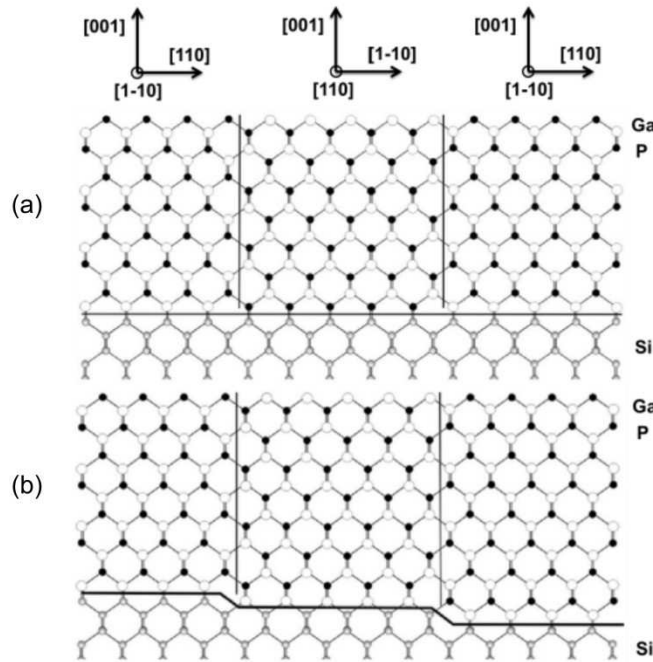 [001] [001] [001]
[110] [1-10] [110]
[1-10] [110] [1-10]
Ga
P
(a)
Si
Ga
P
(b)
Si